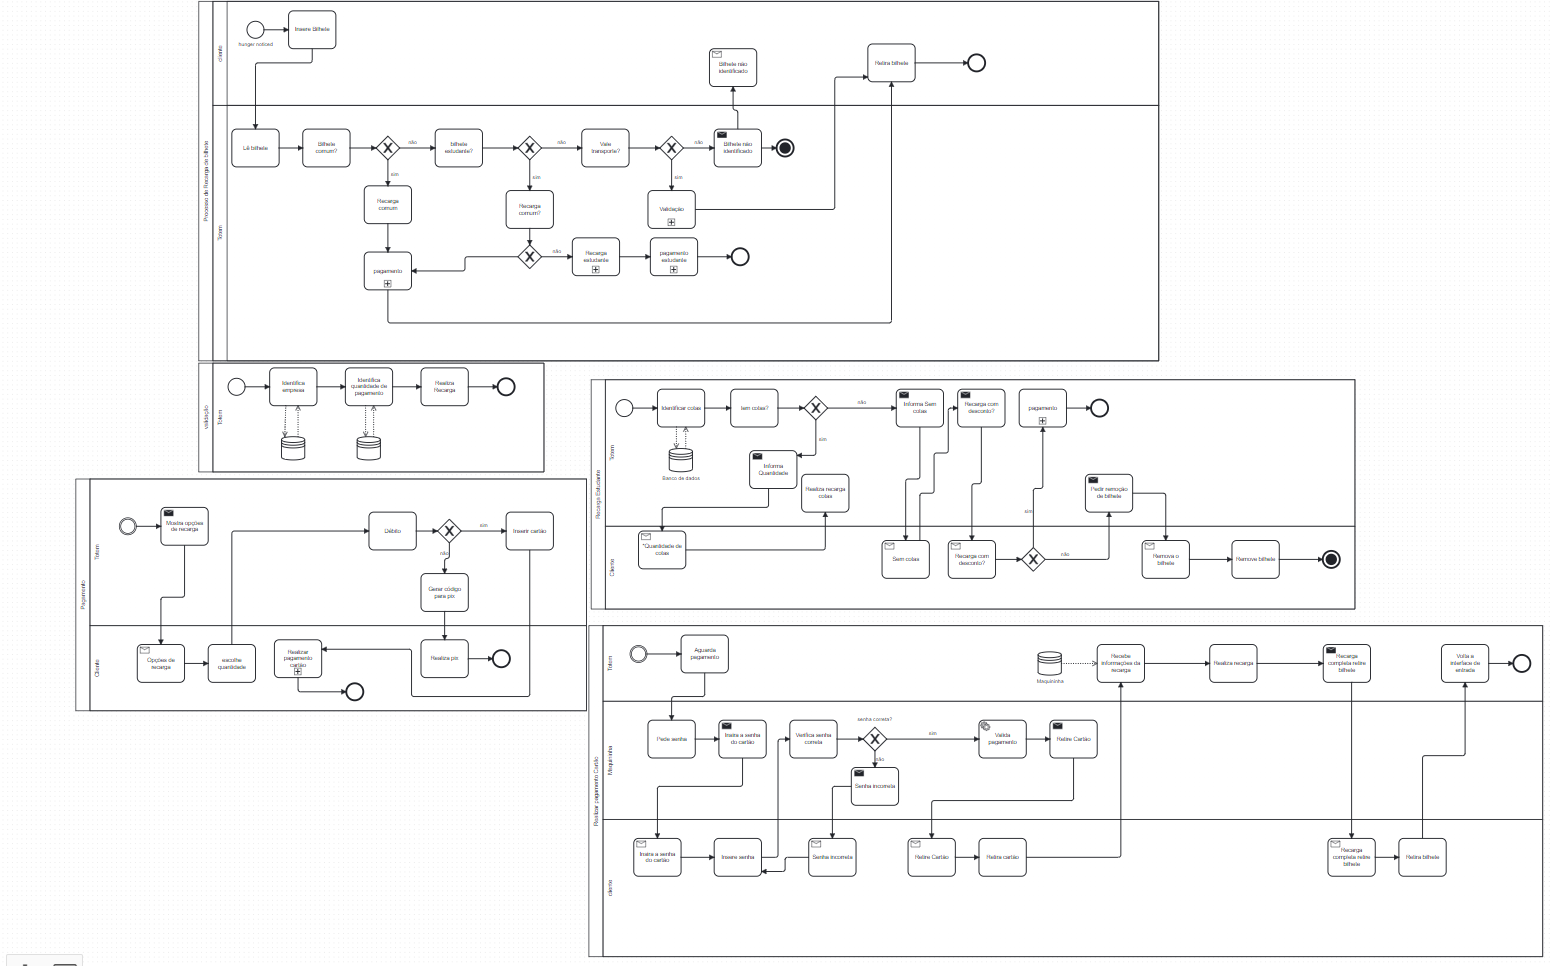 Processo de Recarga de bilhete
cliente
Totem
hunger noticed
Insere Bilhete
Bilhete não
identificado
Retira bilhete
Lê bilhete
Bilhete
comum?
não
bilhete
estudante?
não
Vale
transporte?
não
Bilhete não
identificado
sim
sim
sim
Recarga
comum
Recarga
comum?
Validação
pagamento
não
Recarga
estudante
pagamento
estudante
validação
Totem
Identifica
empresa
Identifica
quantidade de
pagamento
Realiza
Recarga
Recarga Estudante
Totem
Cliente
Identificar cotas
tem cotas?
não
Informa Sem
cotas
Recarga com
desconto?
pagamento
sim
Informa
Quantidade
Banco de dados
Realiza recarga
cotas
Pedir remoção
de bilhete
sim
"Quantidade de
cotas
Sem cotas
Recarga com
desconto?
não
Remova o
bilhete
Remove bilhete
Pagamento
Totem
Cliente
Mostra opções
de recarga
Débito
sim
Inserir cartão
não
Gerar código
para pix
Opções de
recarga
escolhe
quantidade
Realizar
pagamento
cartão
Realiza pix
Realizar pagamento Cartão
Totem
Maquininha
cliente
Aguarda
pagamento
Maquininha
Recebe
informações da
recarga
Realiza recarga
Recarga
completa retire
bilhete
Volta a
interface de
entrada
Pede senha
Insira a senha
do cartão
Verifica senha
correta
senha correta?
sim
Valida
pagamento
Retire Cartão
não
Senha incorreta
Insira a senha
do cartão
Insere senha
Senha incorreta
Retire Cartão
Retira cartão
Recarga
completa retire
bilhete
Retira bilhete